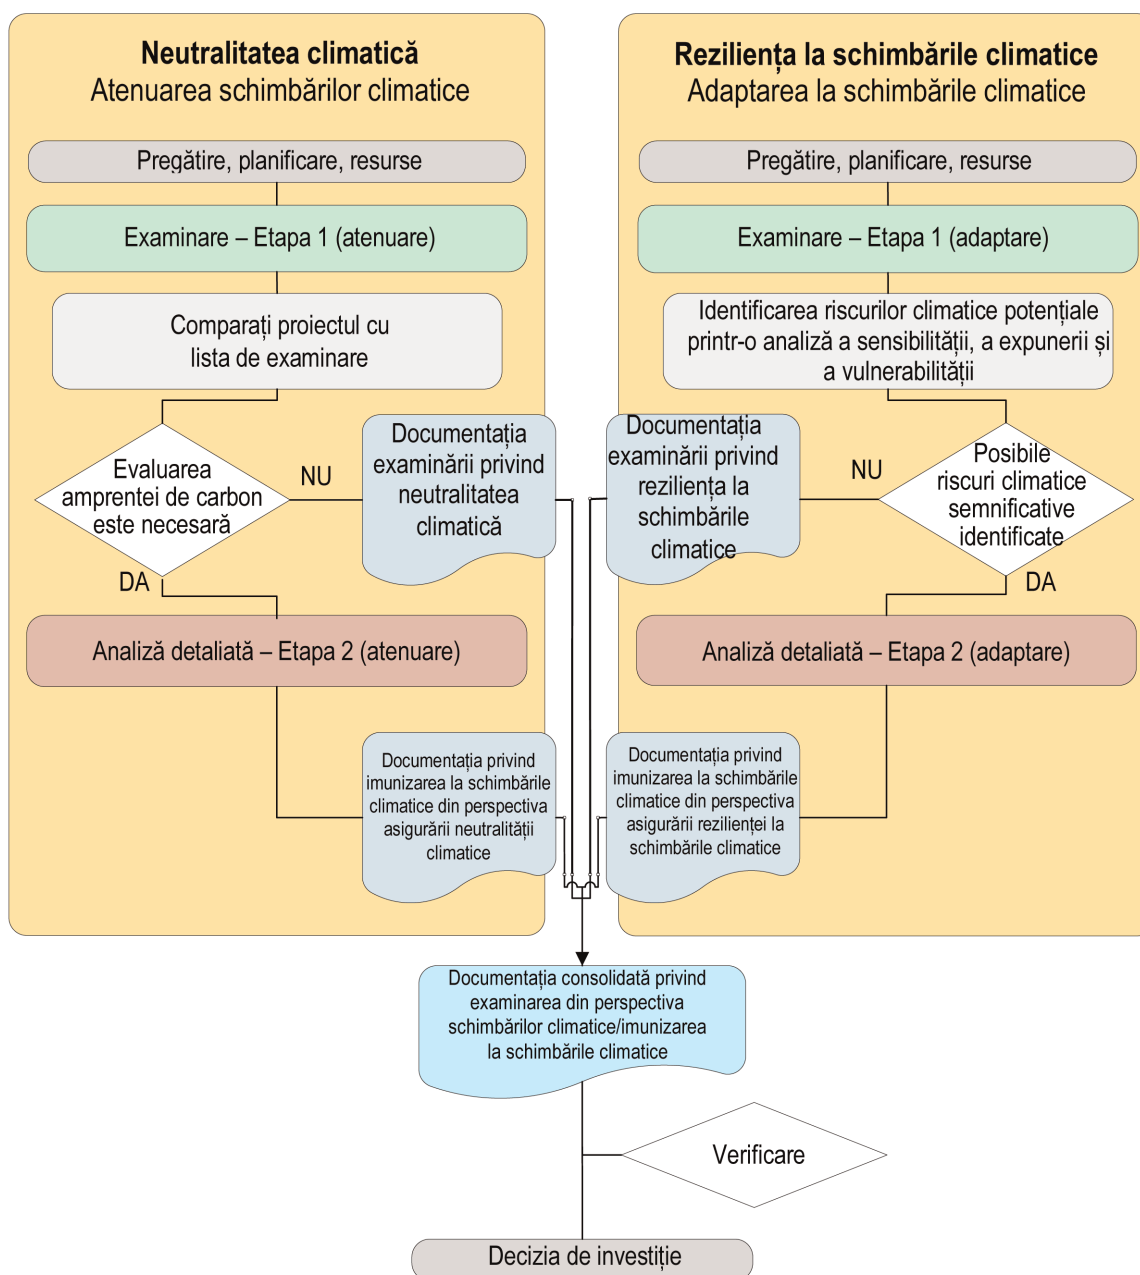 Neutralitatea climatică
Atenuarea schimbărilor climatice
Pregătire, planificare, resurse
Examinare – Etapa 1 (atenuare)
Comparați proiectul cu
lista de examinare
Evaluarea
amprentei de carbon
este necesară
NU
Documentația
examinării privind
neutralitatea
climatică
DA
Analiză detaliată – Etapa 2 (atenuare)
Documentația privind
imunizarea la schimbările
climatice din perspectiva
asigurării neutralității
climatice
Reziliența la schimbările climatice
Adaptarea la schimbările climatice
Pregătire, planificare, resurse
Examinare – Etapa 1 (adaptare)
Identificarea riscurilor climatice potențiale
printr-o analiză a sensibilității, a expunerii și
a vulnerabilității
Posibile
riscuri climatice
semnificative
identificate
NU
Documentația
examinării privind
reziliența la
schimbările
climatice
DA
Analiză detaliată – Etapa 2 (adaptare)
Documentația privind
imunizarea la schimbările
climatice din perspectiva
asigurării rezilienței la
schimbările climatice
Documentația consolidată privind
examinarea din perspectiva
schimbărilor climatice/imunizarea
la schimbările climatice
Verificare
Decizia de investiție